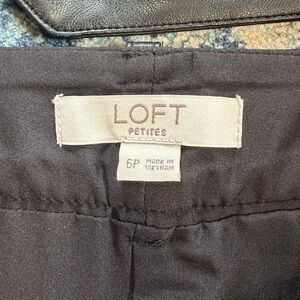 LOFT
PETITES
6P
MADE IN
VIETNAM